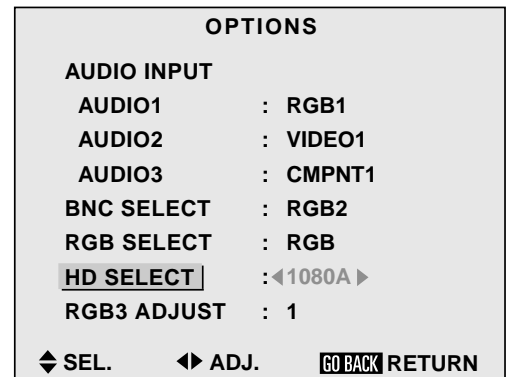 OPTIONS
AUDIO INPUT
AUDIO1 : RGB1
AUDIO2 : VIDEO1
AUDIO3 : CMPNT1
BNC SELECT : RGB2
RGB SELECT : RGB
HD SELECT :◀1080A▶
RGB3 ADJUST : 1
▲▼ SEL. ◀▶ ADJ. GO BACK RETURN